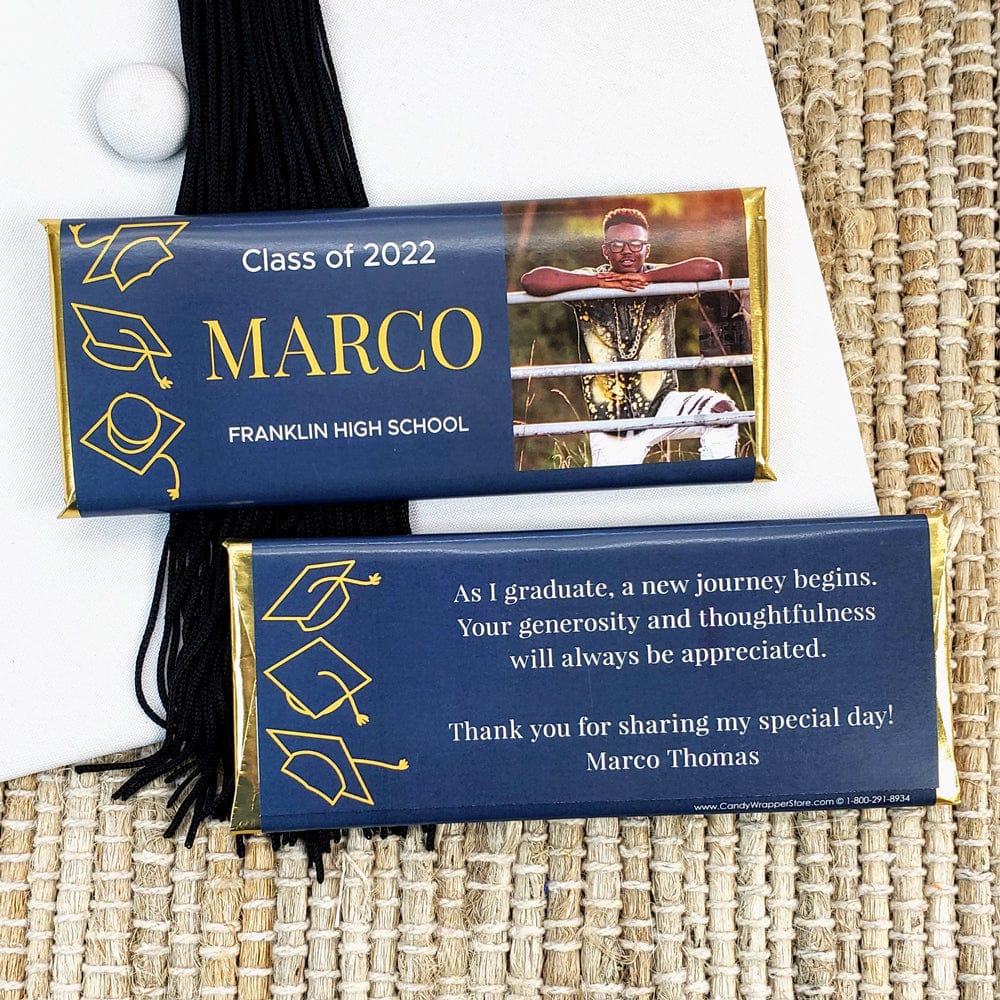 Class of 2022
MARCO
FRANKLIN HIGH SCHOOL
As I graduate, a new journey begins.
Your generosity and thoughtfulness
will always be appreciated.
Thank you for sharing my special day!
Marco Thomas
www.CandyWrapperStore.com © 1-800-291-8934